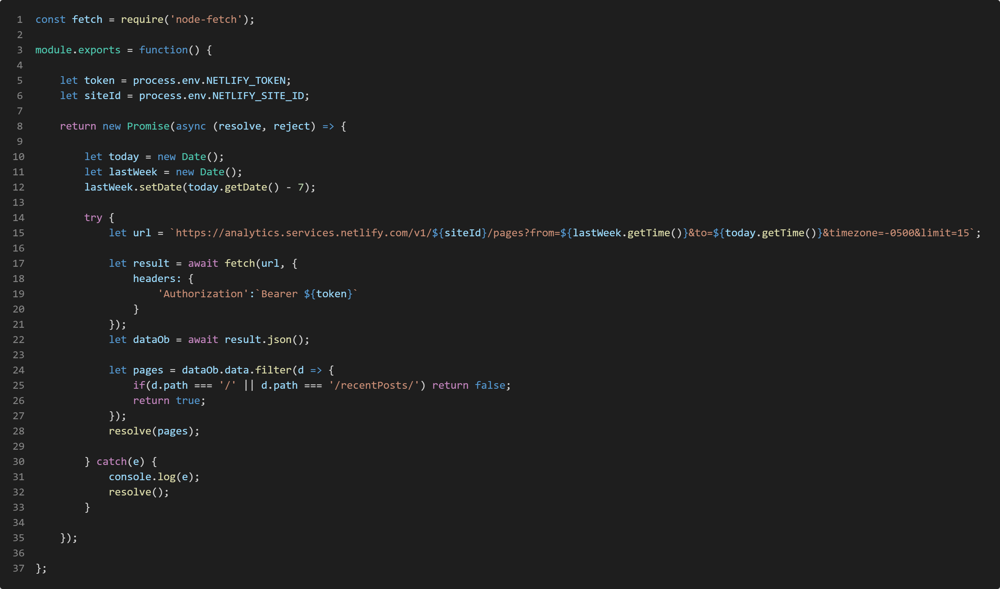 1 const fetch = require('node-fetch');
2
3 module.exports = function() {
4
5     let token = process.env.NETLIFY_TOKEN;
6     let siteId = process.env.NETLIFY_SITE_ID;
7
8     return new Promise(async (resolve, reject) => {
9
10         let today = new Date();
11         let lastWeek = new Date();
12         lastWeek.setDate(today.getDate() - 7);
13
14         try {
15             let url = `https://analytics.services.netlify.com/v1/${siteId}/pages?from=${lastWeek.getTime()}&to=${today.getTime()}&timezone=-0500&limit=15`;
16
17             let result = await fetch(url, {
18                 headers: {
19                     'Authorization':`Bearer ${token}`
20                 }
21             });
22             let dataOb = await result.json();
23
24             let pages = dataOb.data.filter(d => {
25                 if(d.path === '/' || d.path === '/recentPosts/') return false;
26                 return true;
27             });
28             resolve(pages);
29
30         } catch(e) {
31             console.log(e);
32             resolve();
33         }
34
35     });
36
37 };